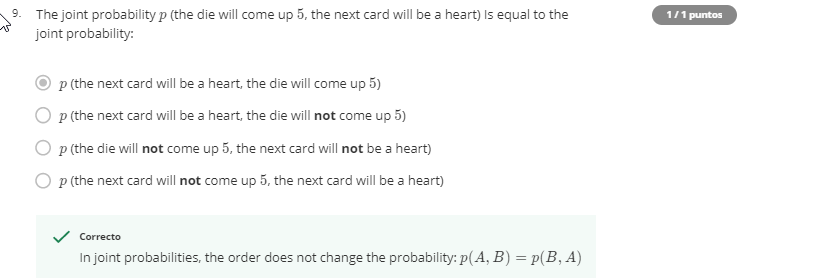 9. The joint probability p (the die will come up 5, the next card will be a heart) is equal to the
1 / 1 puntos
joint probability:
p (the next card will be a heart, the die will come up 5)
p (the next card will be a heart, the die will not come up 5)
p (the die will not come up 5, the next card will not be a heart)
p (the next card will not come up 5, the next card will be a heart)
Correcto
In joint probabilities, the order does not change the probability: p(A, B) = p(B, A)